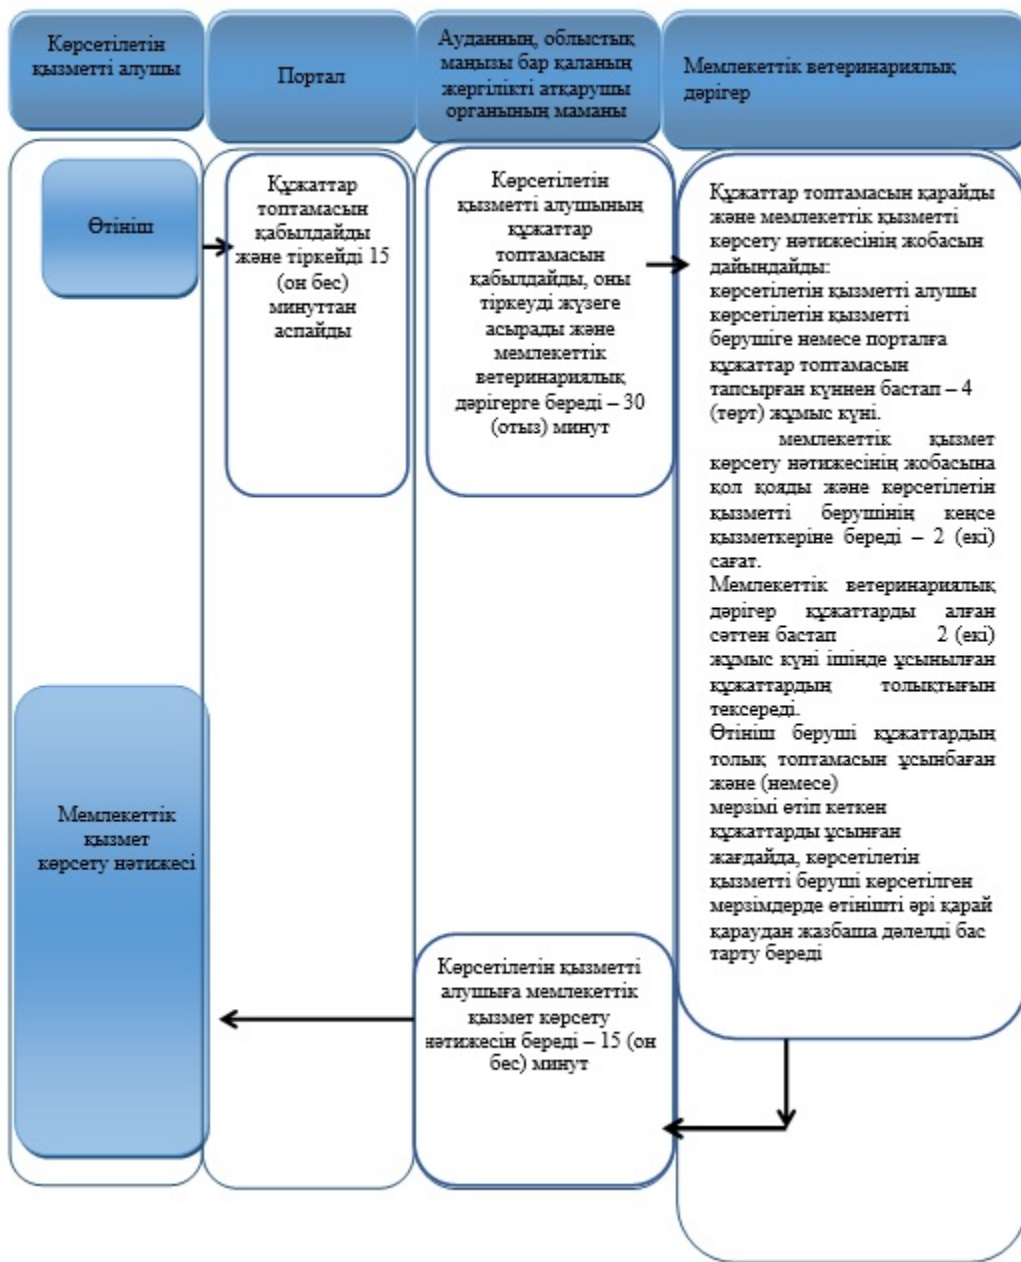 Көрсетілетін
қызметті алушы
Портал
Ауданның, облыстық
маңызы бар қаланың
жергілікті атқарушы
органының маманы
Мемлекеттік ветеринариялық
дәрігер
Өтініш
Құжаттар
топтамасын
қабылдайды
және тіркейді 15
(он бес)
минуттан
аспайды
Көрсетілетін
қызметті алушының
құжаттар
топтамасын
қабылдайды, оны
тіркеуді жүзеге
асырады және
мемлекеттік
ветеринариялық
дәрігерге береді – 30
(отыз) минут
Құжаттар топтамасын қарайды
және мемлекеттік қызметті
көрсету нәтижесінің жобасын
дайындайды:
көрсетілетін қызметті алушы
көрсетілетін қызметті
берушіге немесе порталға
құжаттар топтамасын
тапсырған күннен бастап – 4
(төрт) жұмыс күні.
мемлекеттік қызмет
көрсету нәтижесінің жобасына
қол қояды және көрсетілетін
қызметті берушінің кеңсе
қызметкеріне береді – 2 (екі)
сағат.
Мемлекеттік ветеринариялық
дәрігер құжаттарды алған
сәттен бастап 2 (екі)
жұмыс күні ішінде ұсынылған
құжаттардың толықтығын
тексереді.
Өтініш беруші құжаттардың
толық топтамасын ұсынбаған
және (немесе)
мерзімі өтіп кеткен
құжаттарды ұсынған
жағдайда, көрсетілетін
қызметті беруші көрсетілген
мерзімдерде өтінішті әрі қарай
қараудан жазбаша дәлелді бас
тарту береді
Мемлекеттік
қызмет
көрсету нәтижесі
Көрсетілетін қызметті
алушыға мемлекеттік
қызмет көрсету
нәтижесін береді – 15 (он
бес) минут